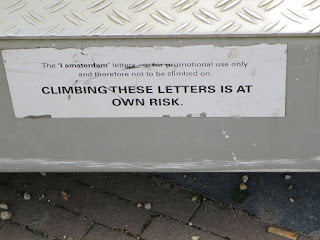 The 'I amsterdam' letters are for promotional use only
and therefore not to be climbed on.
CLIMBING THESE LETTERS IS AT
OWN RISK.